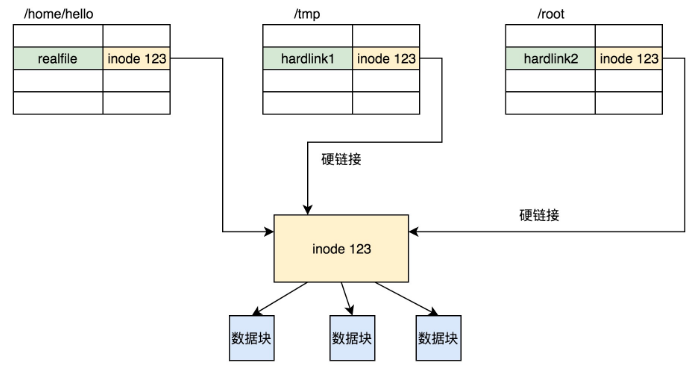 /home/hello
/tmp
/root
realfile
inode 123
hardlink1
inode 123
hardlink2
inode 123
硬链接
硬链接
inode 123
数据块
数据块
数据块